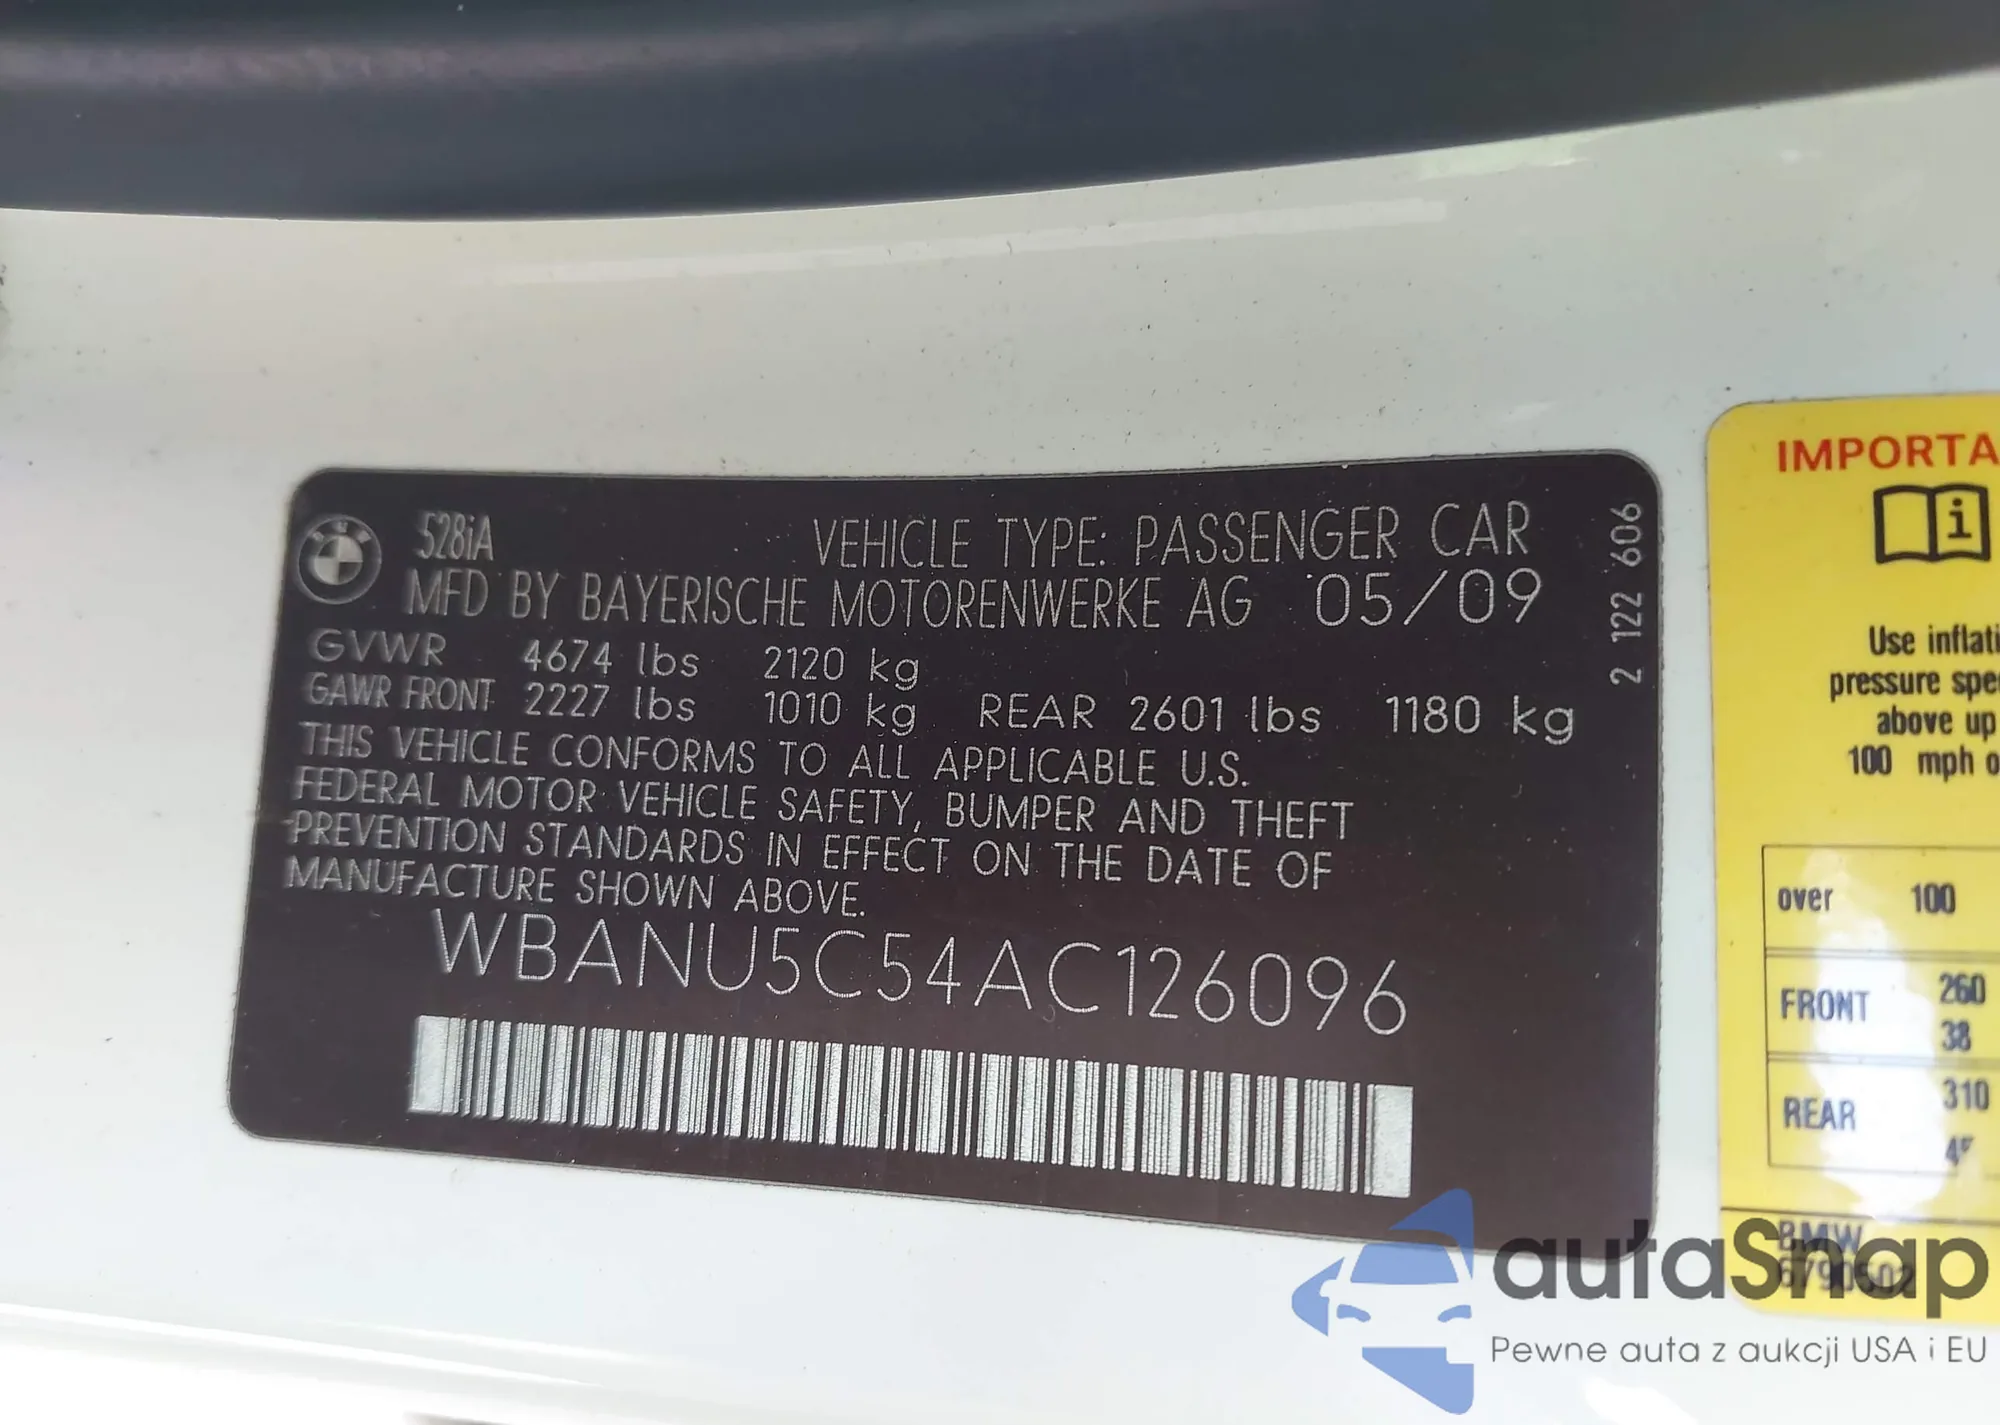 528iA
VEHICLE TYPE: PASSENGER CAR
MFD BY BAYERISCHE MOTORENWERKE AG 05/09
GVWR 4674 lbs 2120 kg
GAWR FRONT 2227 lbs 1010 kg REAR 2601 lbs 1180 kg
THIS VEHICLE CONFORMS TO ALL APPLICABLE U.S.
FEDERAL MOTOR VEHICLE SAFETY, BUMPER AND THEFT
PREVENTION STANDARDS IN EFFECT ON THE DATE OF
MANUFACTURE SHOWN ABOVE.
WBANU5C54AC126096
2 122 606
IMPORTA
i
Use inflati
pressure spe
above up
100 mph o
over 100
FRONT 260
38
REAR 310
BMW
6790502
autaSnap
Pewne auta z aukcji USA i EU